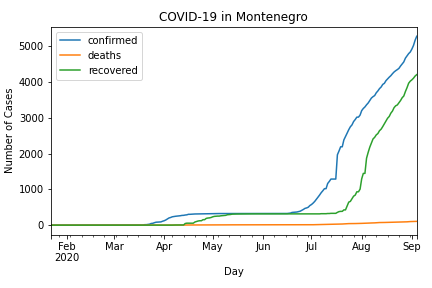 COVID-19 in Montenegro
confirmed
deaths
recovered
Number of Cases
5000
4000
3000
2000
1000
0
Feb Mar Apr May Jun Jul Aug Sep
2020
Day